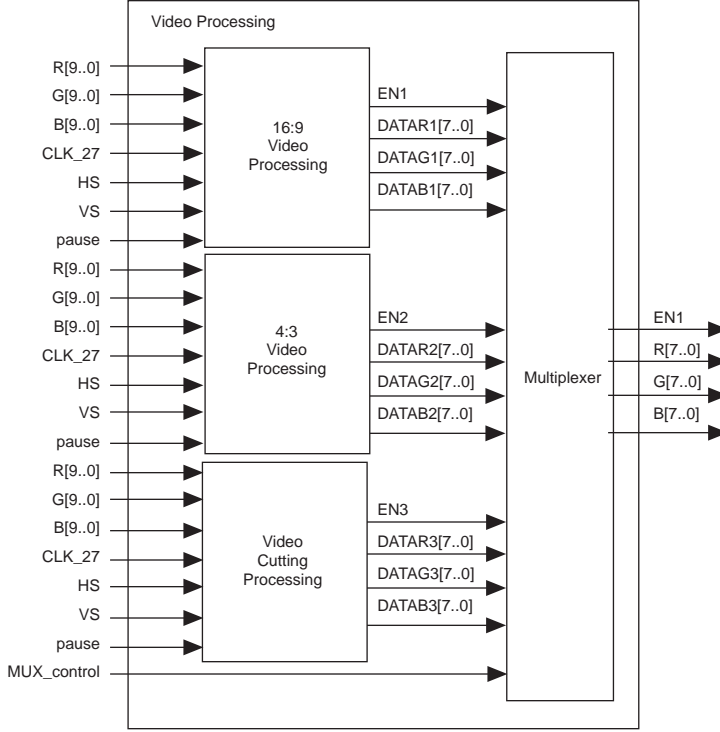 Video Processing
R[9..0]
G[9..0]
B[9..0]
CLK_27
HS
VS
pause
16:9
Video
Processing
EN1
DATAR1[7..0]
DATAG1[7..0]
DATAB1[7..0]
R[9..0]
G[9..0]
B[9..0]
CLK_27
HS
VS
pause
4:3
Video
Processing
EN2
DATAR2[7..0]
DATAG2[7..0]
DATAB2[7..0]
R[9..0]
G[9..0]
B[9..0]
CLK_27
HS
VS
pause
Video
Cutting
Processing
EN3
DATAR3[7..0]
DATAG3[7..0]
DATAB3[7..0]
MUX_control
Multiplexer
EN1
R[7..0]
G[7..0]
B[7..0]